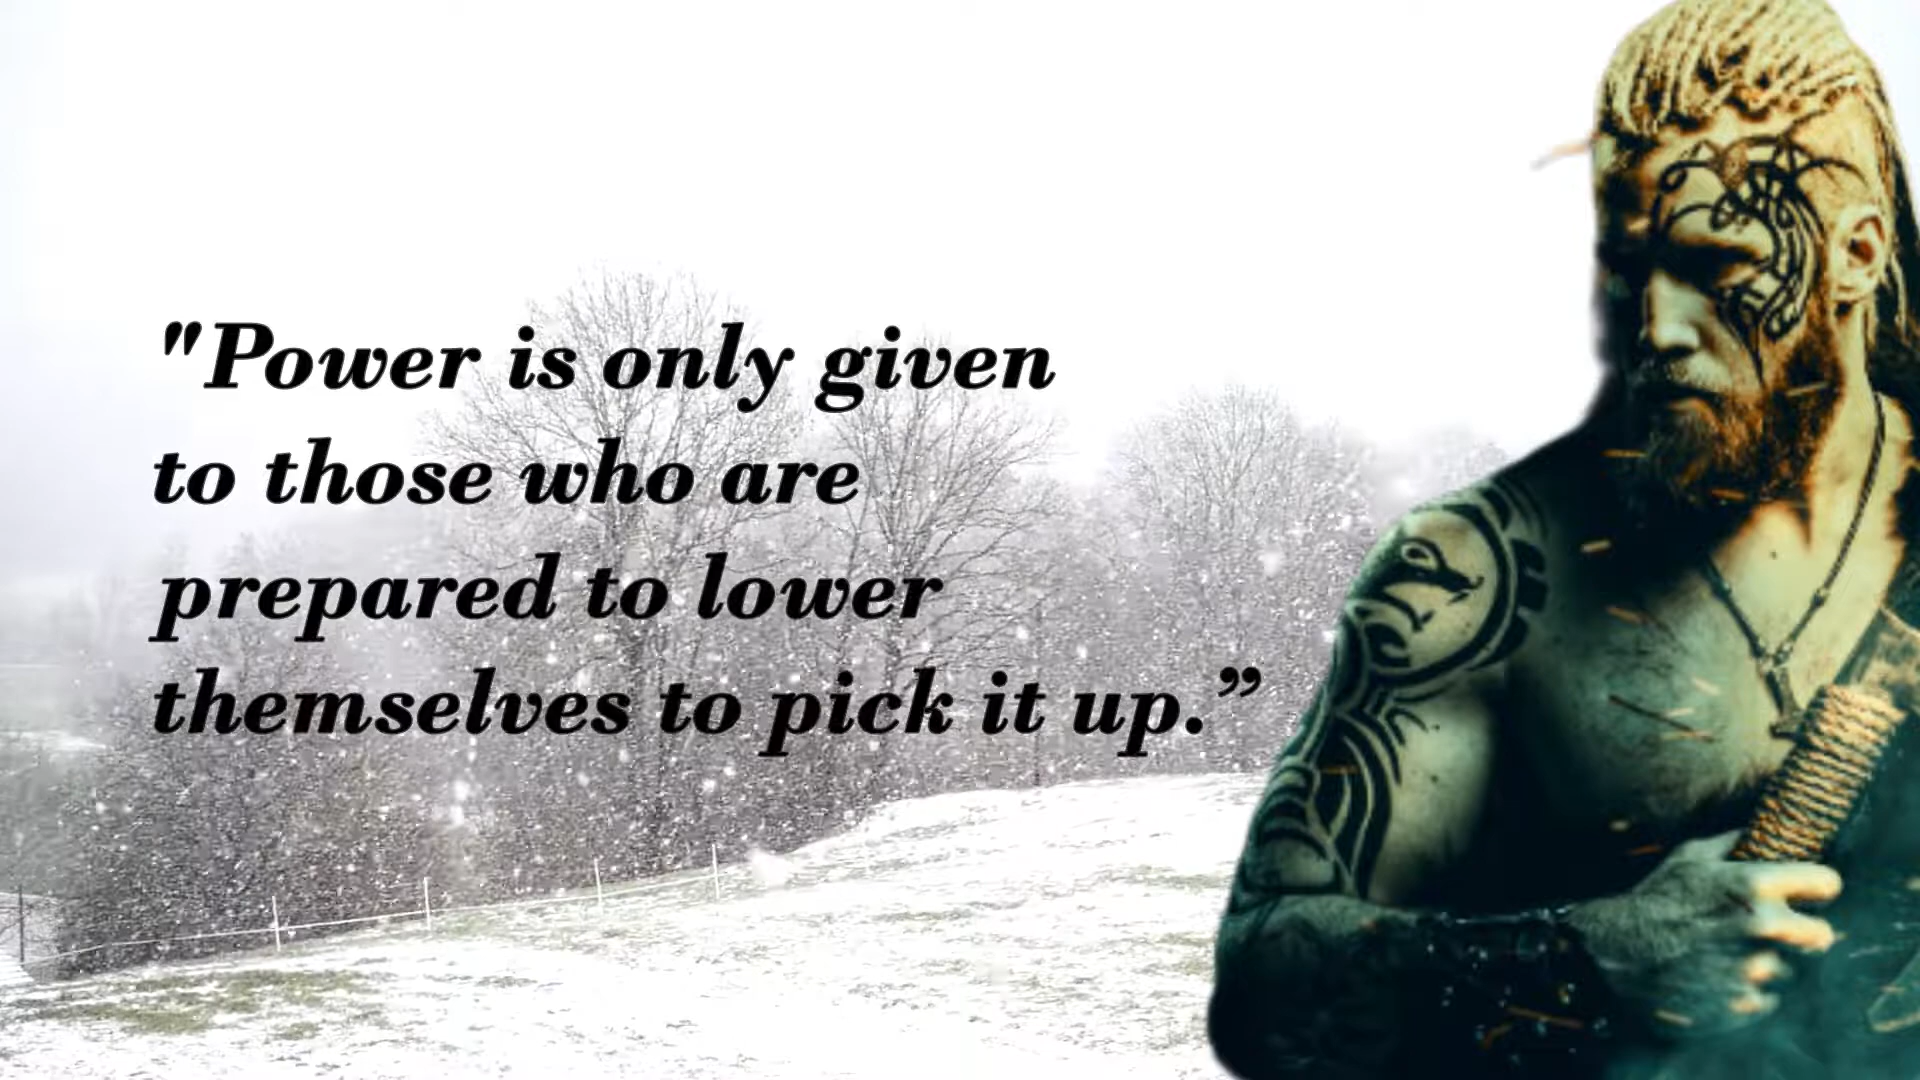 "Power is only given
to those who are
prepared to lower
themselves to pick it up.”